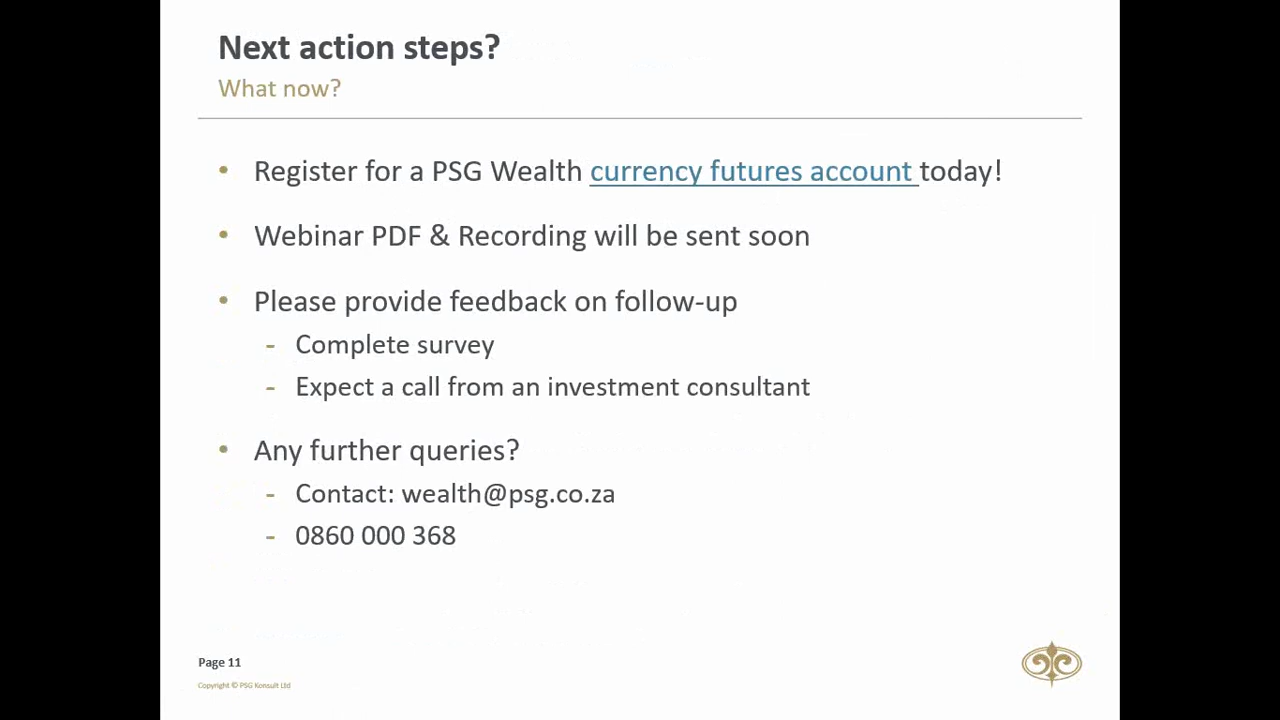 Next action steps?
What now?
• Register for a PSG Wealth currency futures account today!
• Webinar PDF & Recording will be sent soon
• Please provide feedback on follow-up
- Complete survey
- Expect a call from an investment consultant
• Any further queries?
- Contact: wealth@psg.co.za
- 0860 000 368
Page 11
Copyright © PSG Konsult Ltd